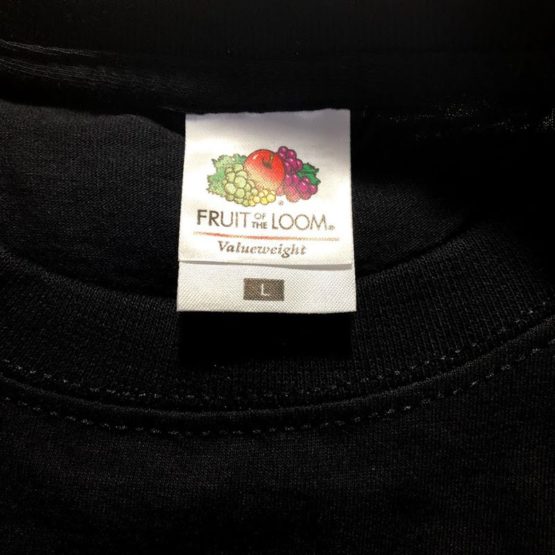 FRUIT OF THE LOOM®
Valueweight
L